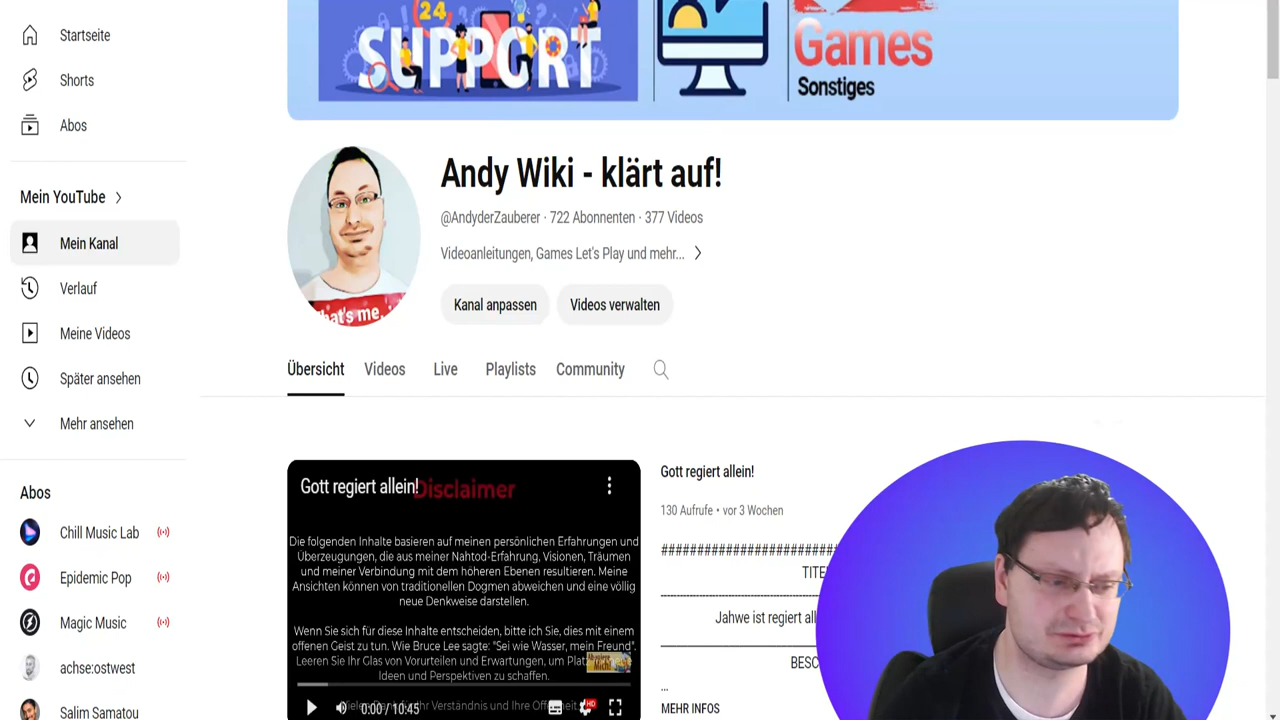 Startseite
Shorts
Abos
Mein YouTube
Mein Kanal
Verlauf
Meine Videos
Später ansehen
Mehr ansehen
Abos
Chill Music Lab
Epidemic Pop
Magic Music
achse:ostwest
Salim Samatou
24
SUPPORT
Games
Sonstiges
Andy Wiki - klärt auf!
@AndyderZauberer · 722 Abonnenten · 377 Videos
Videoanleitungen, Games Let's Play und mehr...
Kanal anpassen Videos verwalten
Übersicht Videos Live Playlists Community
Gott regiert allein!
Disclaimer
Die folgenden Inhalte basieren auf meinen persönlichen Erfahrungen und
Überzeugungen, die aus meiner Nahtod-Erfahrung, Visionen, Träumen
und meiner Verbindung mit dem höheren Ebenen resultieren. Meine
Ansichten können von traditionellen Dogmen abweichen und eine völlig
neue Denkweise darstellen.
Wenn Sie sich für diese Inhalte entscheiden, bitte ich Sie, dies mit einem
offenen Geist zu tun. Wie Bruce Lee sagte: "Sei wie Wasser, mein Freund".
Leeren Sie Ihr Glas von Vorurteilen und Erwartungen, um Platz
Ideen und Perspektiven zu schaffen.
0:00 / 10:45
HD
Gott regiert allein!
130 Aufrufe • vor 3 Wochen
#########################
TITE
Jahwe ist regiert all
BESC
...
MEHR INFOS